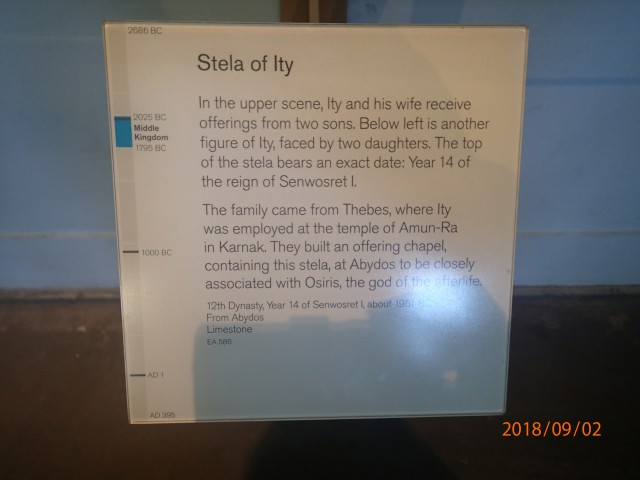 2686 BC
2025 BC
Middle
Kingdom
1795 BC
1000 BC
AD 1
AD 395
Stela of Ity
In the upper scene, Ity and his wife receive
offerings from two sons. Below left is another
figure of Ity, faced by two daughters. The top
of the stela bears an exact date: Year 14 of
the reign of Senwosret I.
The family came from Thebes, where Ity
was employed at the temple of Amun-Ra
in Karnak. They built an offering chapel,
containing this stela, at Abydos to be closely
associated with Osiris, the god of the afterlife.
12th Dynasty, Year 14 of Senwosret I, about 1951
From Abydos
Limestone
EA 586
2018/09/02